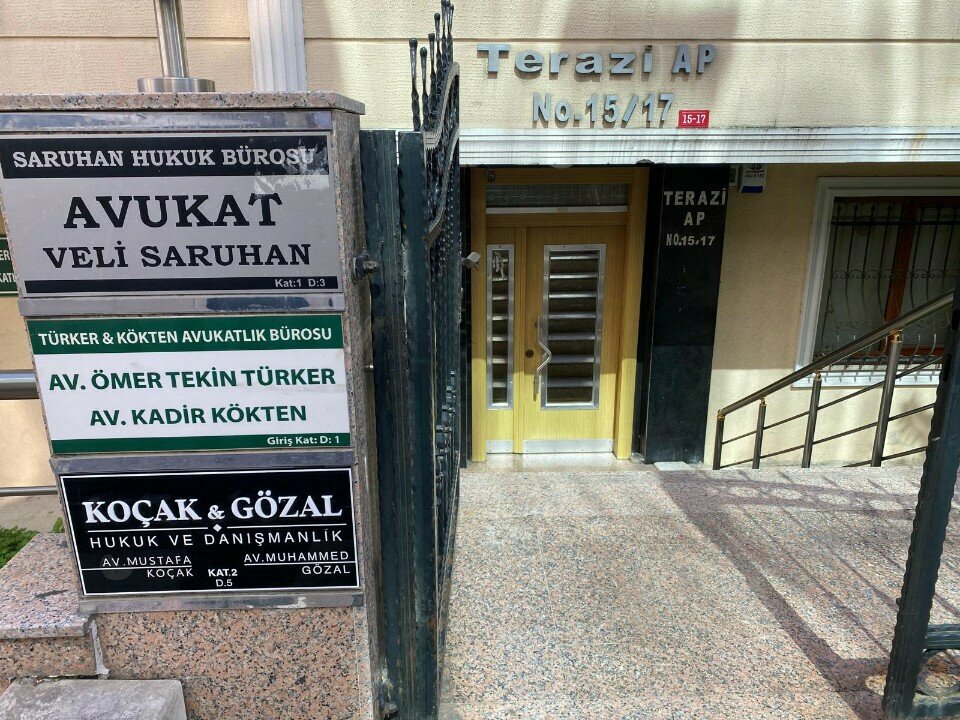 SARUHAN HUKUK BÜROSU
AVUKAT
VELİ SARUHAN
Kat:1 D:3
TÜRKER & KÖKTEN AVUKATLIK BÜROSU
AV. ÖMER TEKİN TÜRKER
AV. KADİR KÖKTEN
Giriş Kat: D: 1
KOÇAK & GÖZAL
HUKUK VE DANIŞMANLIK
AV.MUSTAFA KOÇAK
KAT.2 D.5
AV.MUHAMMED GÖZAL
Terazi AP
No.15/17
15-17
TERAZİ
AP
NO.15/17